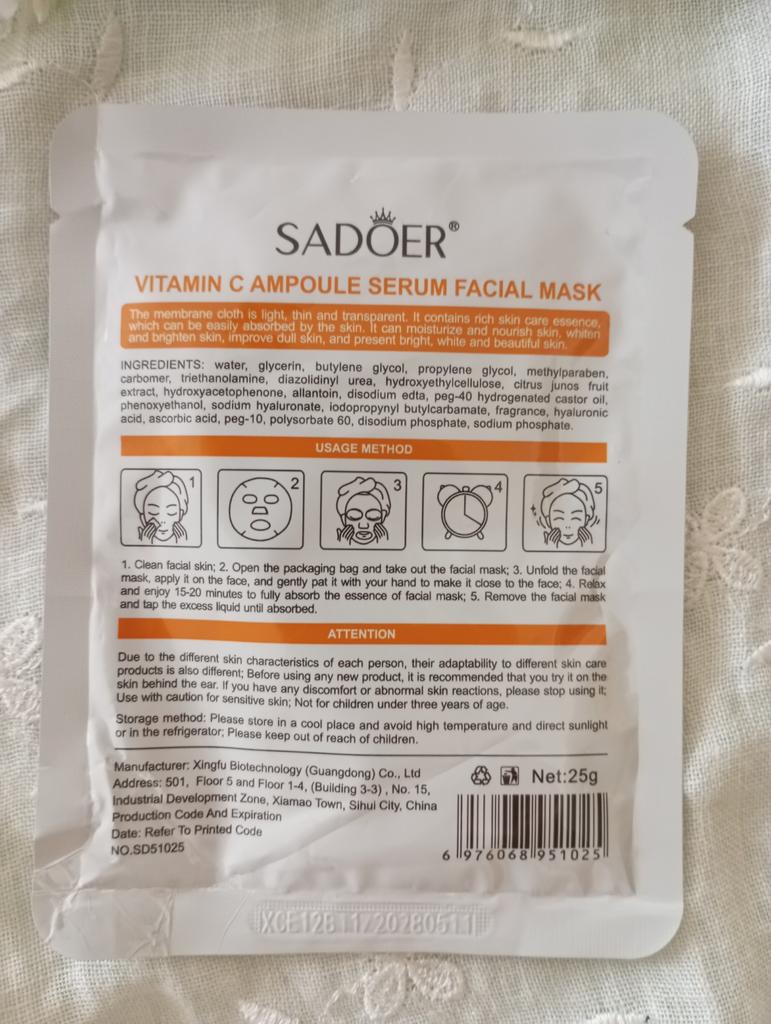 SADOER®
VITAMIN C AMPOULE SERUM FACIAL MASK
The membrane cloth is light, thin and transparent. It contains rich skin care essence,
which can be easily absorbed by the skin. It can moisturize and nourish skin, whiten
and brighten skin, improve dull skin, and present bright, white and beautiful skin.
INGREDIENTS: water, glycerin, butylene glycol, propylene glycol, methylparaben,
carbomer, triethanolamine, diazolidinyl urea, hydroxyethylcellulose, citrus junos fruit
extract, hydroxyacetophenone, allantoin, disodium edta, peg-40 hydrogenated castor oil,
phenoxyethanol, sodium hyaluronate, iodopropynyl butylcarbamate, fragrance, hyaluronic
acid, ascorbic acid, peg-10, polysorbate 60, disodium phosphate, sodium phosphate.
USAGE METHOD
1 2 3 4 5
1. Clean facial skin; 2. Open the packaging bag and take out the facial mask; 3. Unfold the facial
mask, apply it on the face, and gently pat it with your hand to make it close to the face; 4. Relax
and enjoy 15-20 minutes to fully absorb the essence of facial mask; 5. Remove the facial mask
and tap the excess liquid until absorbed.
ATTENTION
Due to the different skin characteristics of each person, their adaptability to different skin care
products is also different; Before using any new product, it is recommended that you try it on the
skin behind the ear. If you have any discomfort or abnormal skin reactions, please stop using it;
Use with caution for sensitive skin; Not for children under three years of age.
Storage method: Please store in a cool place and avoid high temperature and direct sunlight
or in the refrigerator; Please keep out of reach of children.
Manufacturer: Xingfu Biotechnology (Guangdong) Co., Ltd
Address: 501, Floor 5 and Floor 1-4, (Building 3-3) , No. 15,
Industrial Development Zone, Xiamao Town, Sihui City, China
Production Code And Expiration
Date: Refer To Printed Code
NO.SD51025
Net:25g
6 976068 951025